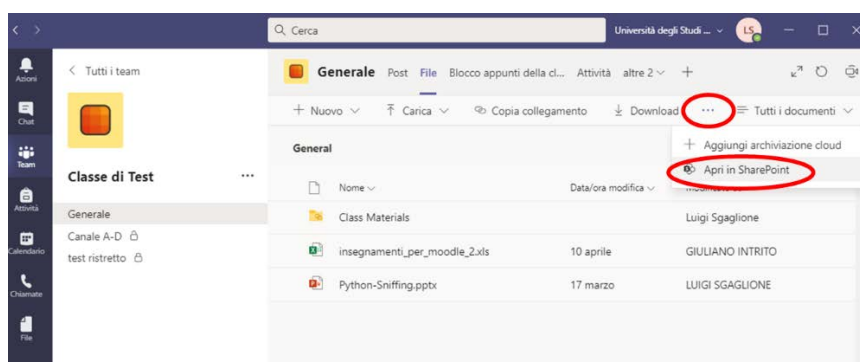 Cerca
Università degli Studi ...
LS
Azioni
Chat
Team
Attività
Calendario
Chiamate
File
Tutti i team
Classe di Test
...
Generale
Canale A-D
test ristretto
Generale Post File Blocco appunti della cl... Attività altre 2 +
+ Nuovo Carica Copia collegamento Download ... Tutti i documenti
+ Aggiungi archiviazione cloud
Apri in SharePoint
General
Nome Data/ora modifica
Class Materials Luigi Sgaglione
insegnamenti_per_moodle_2.xls 10 aprile GIULIANO INTRITO
Python-Sniffing.pptx 17 marzo LUIGI SGAGLIONE